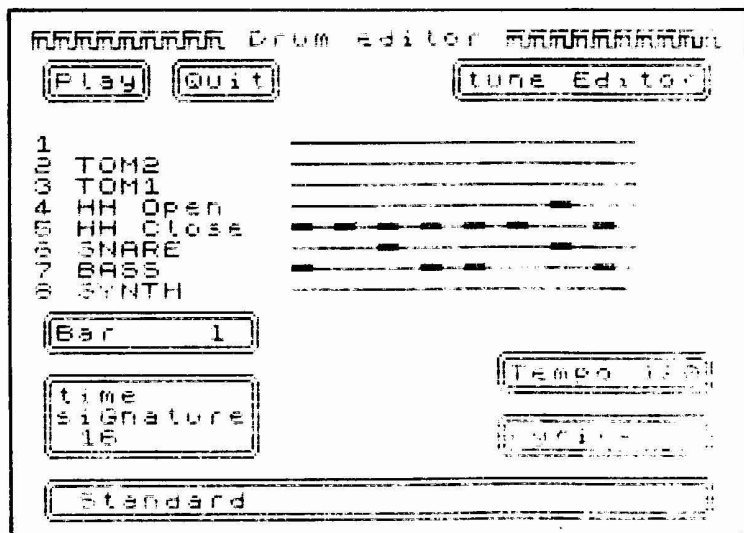 Drum editor
Play Quit tune Editor
1
2 TOM2
3 TOM1
4 HH Open
5 HH Close
6 SNARE
7 BASS
8 SYNTH
Bar 1
Tempo
time
siGnature
16
Standard